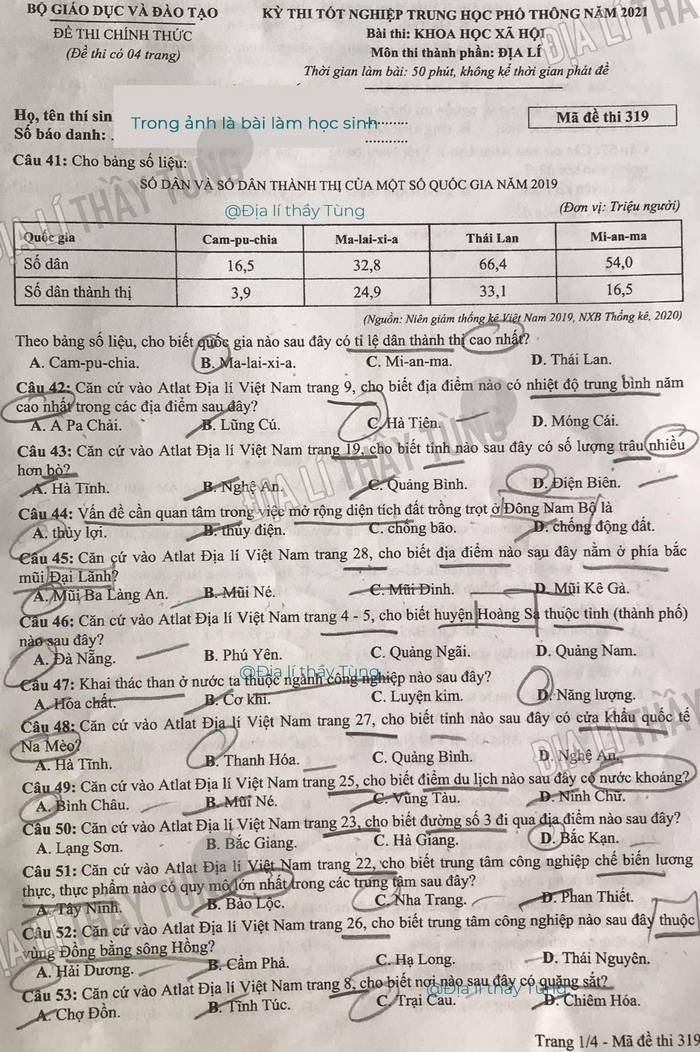 BỘ GIÁO DỤC VÀ ĐÀO TẠO
ĐỀ THI CHÍNH THỨC
(Đề thi có 04 trang)
KỲ THI TỐT NGHIỆP TRUNG HỌC PHỔ THÔNG NĂM 2021
Bài thi: KHOA HỌC XÃ HỘI
Môn thi thành phần: ĐỊA LÍ
Thời gian làm bài: 50 phút, không kể thời gian phát đề
Họ, tên thí sin
Số báo danh:
Trong ảnh là bài làm học sinh
Mã đề thi 319
Câu 41: Cho bảng số liệu:
SỐ DÂN VÀ SỐ DÂN THÀNH THỊ CỦA MỘT SỐ QUỐC GIA NĂM 2019
@Địa lí thầy Tùng
(Đơn vị: Triệu người)
Quốc gia Cam-pu-chia Ma-lai-xi-a Thái Lan Mi-an-ma
Số dân 16,5 32,8 66,4 54,0
Số dân thành thị 3,9 24,9 33,1 16,5
(Nguồn: Niên giám thống kê Việt Nam 2019, NXB Thống kê, 2020)
Theo bảng số liệu, cho biết quốc gia nào sau đây có tỉ lệ dân thành thị cao nhất?
A. Cam-pu-chia. B. Ma-lai-xi-a. C. Mi-an-ma. D. Thái Lan.
Câu 42: Căn cứ vào Atlat Địa lí Việt Nam trang 9, cho biết địa điểm nào có nhiệt độ trung bình năm
cao nhất trong các địa điểm sau đây?
A. A Pa Chải. B. Lũng Cú. C. Hà Tiên. D. Móng Cái.
Câu 43: Căn cứ vào Atlat Địa lí Việt Nam trang 19, cho biết tỉnh nào sau đây có số lượng trâu nhiều
hơn bò?
A. Hà Tĩnh. B. Nghệ An. C. Quảng Bình. D. Điện Biên.
Câu 44: Vấn đề cần quan tâm trong việc mở rộng diện tích đất trồng trọt ở Đông Nam Bộ là
A. thủy lợi. B. thủy điện. C. chống bão. D. chống động đất.
Câu 45: Căn cứ vào Atlat Địa lí Việt Nam trang 28, cho biết địa điểm nào sau đây nằm ở phía bắc
mũi Đại Lãnh?
A. Mũi Ba Làng An. B. Mũi Né. C. Mũi Dinh. D. Mũi Kê Gà.
Câu 46: Căn cứ vào Atlat Địa lí Việt Nam trang 4 - 5, cho biết huyện Hoàng Sa thuộc tỉnh (thành phố)
nào sau đây?
A. Đà Nẵng. B. Phú Yên. C. Quảng Ngãi. D. Quảng Nam.
@Địa lí thầy Tùng
Câu 47: Khai thác than ở nước ta thuộc ngành công nghiệp nào sau đây?
A. Hóa chất. B. Cơ khí. C. Luyện kim. D. Năng lượng.
Câu 48: Căn cứ vào Atlat Địa lí Việt Nam trang 27, cho biết tỉnh nào sau đây có cửa khẩu quốc tế
Na Mèo?
A. Hà Tĩnh. B. Thanh Hóa. C. Quảng Bình. D. Nghệ An.
Câu 49: Căn cứ vào Atlat Địa lí Việt Nam trang 25, cho biết điểm du lịch nào sau đây có nước khoáng?
A. Bình Châu. B. Mũi Né. C. Vũng Tàu. D. Ninh Chữ.
Câu 50: Căn cứ vào Atlat Địa lí Việt Nam trang 23, cho biết đường số 3 đi qua địa điểm nào sau đây?
A. Lạng Sơn. B. Bắc Giang. C. Hà Giang. D. Bắc Kạn.
Câu 51: Căn cứ vào Atlat Địa lí Việt Nam trang 22, cho biết trung tâm công nghiệp chế biến lương
thực, thực phẩm nào có quy mô lớn nhất trong các trung tâm sau đây?
A. Tây Ninh. B. Bảo Lộc. C. Nha Trang. D. Phan Thiết.
Câu 52: Căn cứ vào Atlat Địa lí Việt Nam trang 26, cho biết trung tâm công nghiệp nào sau đây thuộc
vùng Đồng bằng sông Hồng?
A. Hải Dương. B. Cẩm Phả. C. Hạ Long. D. Thái Nguyên.
Câu 53: Căn cứ vào Atlat Địa lí Việt Nam trang 8, cho biết nơi nào sau đây có quặng sắt?
@Địa lí thầy Tùng
A. Chợ Đồn. B. Tĩnh Túc. C. Trại Cau. D. Chiêm Hóa.
Trang 1/4 - Mã đề thi 319
ĐỊA LÍ THẦY TÙNG